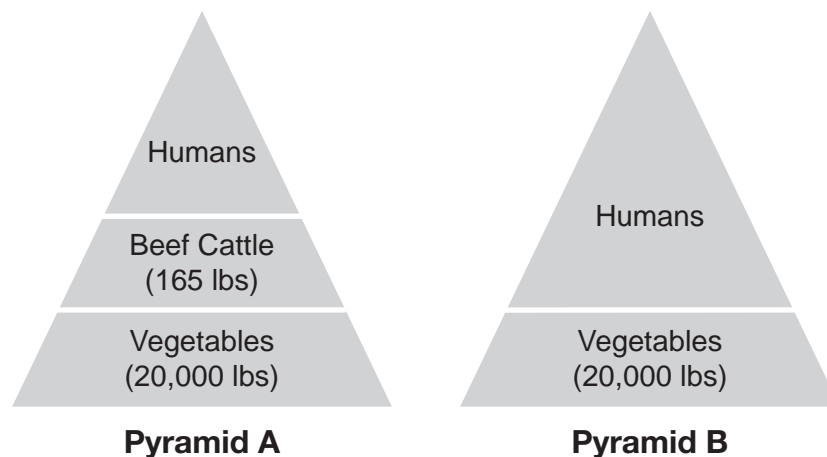 Humans
Beef Cattle
(165 lbs)
Vegetables
(20,000 lbs)
Pyramid A
Humans
Vegetables
(20,000 lbs)
Pyramid B